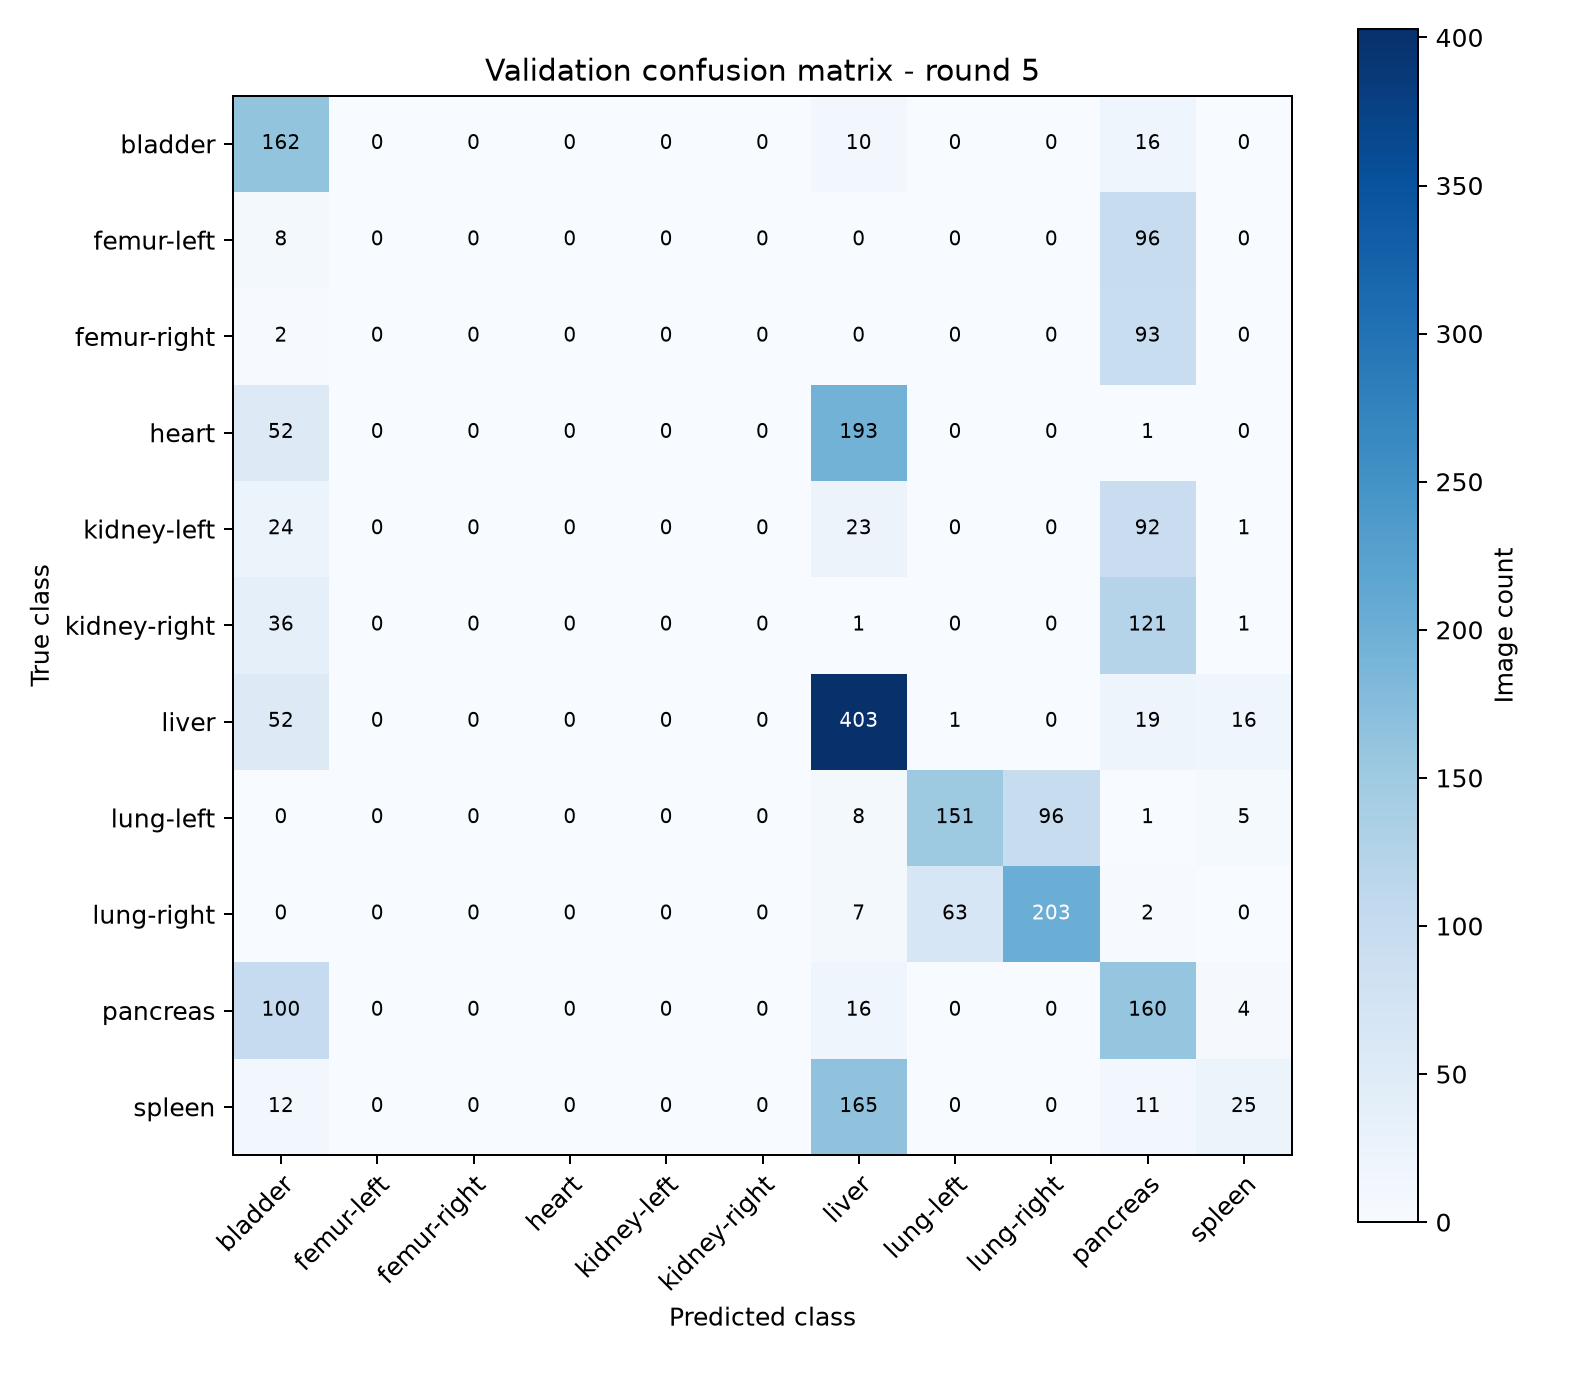 Validation confusion matrix - round 5
True class
bladder 162 0 0 0 0 0 10 0 0 16 0
femur-left 8 0 0 0 0 0 0 0 0 96 0
femur-right 2 0 0 0 0 0 0 0 0 93 0
heart 52 0 0 0 0 0 193 0 0 1 0
kidney-left 24 0 0 0 0 0 23 0 0 92 1
kidney-right 36 0 0 0 0 0 1 0 0 121 1
liver 52 0 0 0 0 0 403 1 0 19 16
lung-left 0 0 0 0 0 0 8 151 96 1 5
lung-right 0 0 0 0 0 0 7 63 203 2 0
pancreas 100 0 0 0 0 0 16 0 0 160 4
spleen 12 0 0 0 0 0 165 0 0 11 25
bladder femur-left femur-right heart kidney-left kidney-right liver lung-left lung-right pancreas spleen
Predicted class
400
350
300
250
200
150
100
50
0
Image count